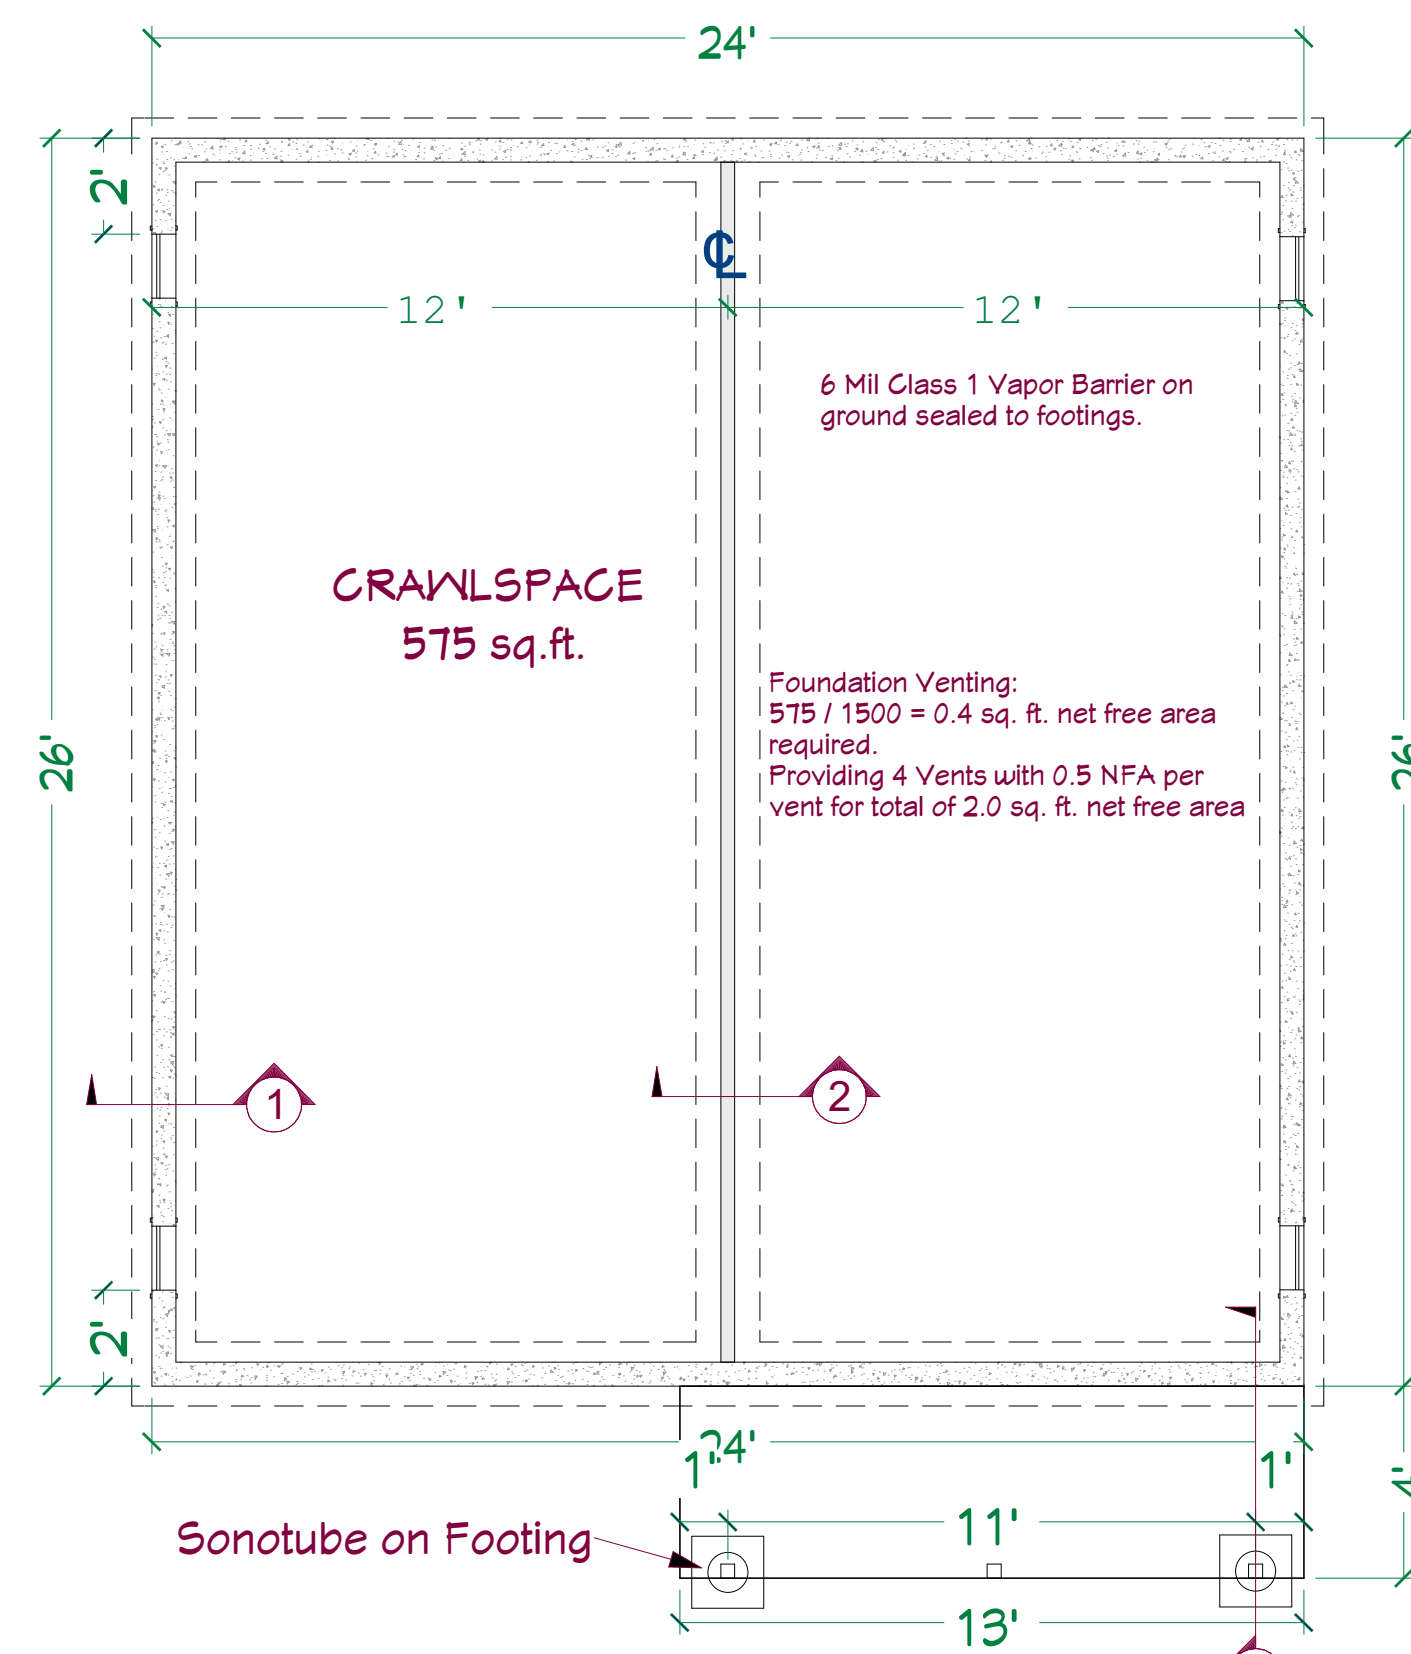 24'
2'
℄
12' 12'
6 Mil Class 1 Vapor Barrier on
ground sealed to footings.
CRAWLSPACE
575 sq.ft.
Foundation Venting:
575 / 1500 = 0.4 sq. ft. net free area
required.
Providing 4 Vents with 0.5 NFA per
vent for total of 2.0 sq. ft. net free area
26'
26'
1
2
2'
24'
1'
1'
4'
11'
Sonotube on Footing
13'